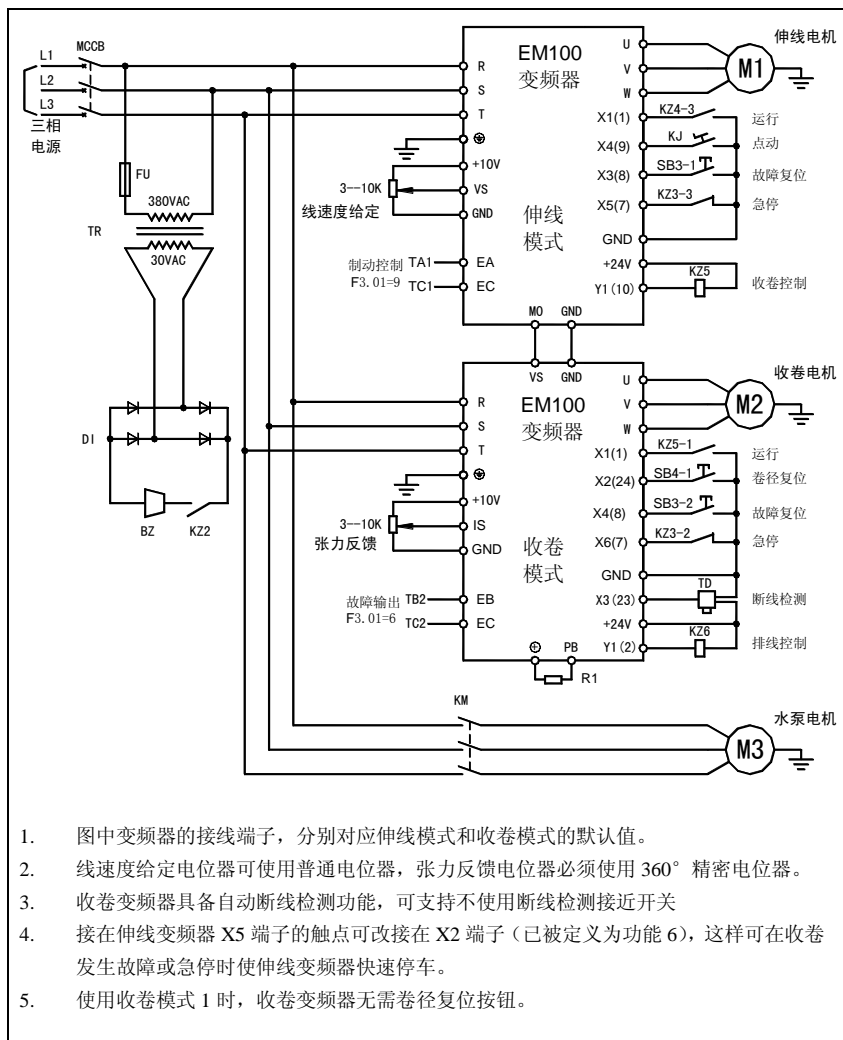 L1
MCCB
L2
L3
三相
电源
FU
380VAC
TR
30VAC
DI
BZ
KZ2
EM100
变频器
R
S
T
+10V
3--10K
VS
线速度给定
GND
伸线
模式
制动控制 TA1
EA
F3.01=9 TC1
EC
MO GND
U
V
W
伸线电机
M1
X1(1) KZ4-3 运行
X4(9) KJ 点动
X3(8) SB3-1 故障复位
X5(7) KZ3-3 急停
GND
+24V
KZ5
Y1(10) 收卷控制
VS GND
EM100
变频器
R
S
T
+10V
3--10K
IS
张力反馈
GND
收卷
模式
故障输出 TB2
EB
F3.01=6 TC2
EC
PB
R1
U
V
W
收卷电机
M2
X1(1) KZ5-1 运行
X2(24) SB4-1 卷径复位
X4(8) SB3-2 故障复位
X6(7) KZ3-2 急停
GND
TD
X3(23) 断线检测
+24V
KZ6
Y1(2) 排线控制
KM
水泵电机
M3
1. 图中变频器的接线端子，分别对应伸线模式和收卷模式的默认值。
2. 线速度给定电位器可使用普通电位器，张力反馈电位器必须使用 360°精密电位器。
3. 收卷变频器具备自动断线检测功能，可支持不使用断线检测接近开关
4. 接在伸线变频器 X5 端子的触点可改接在 X2 端子（已被定义为功能 6），这样可在收卷
发生故障或急停时使伸线变频器快速停车。
5. 使用收卷模式 1 时，收卷变频器无需卷径复位按钮。